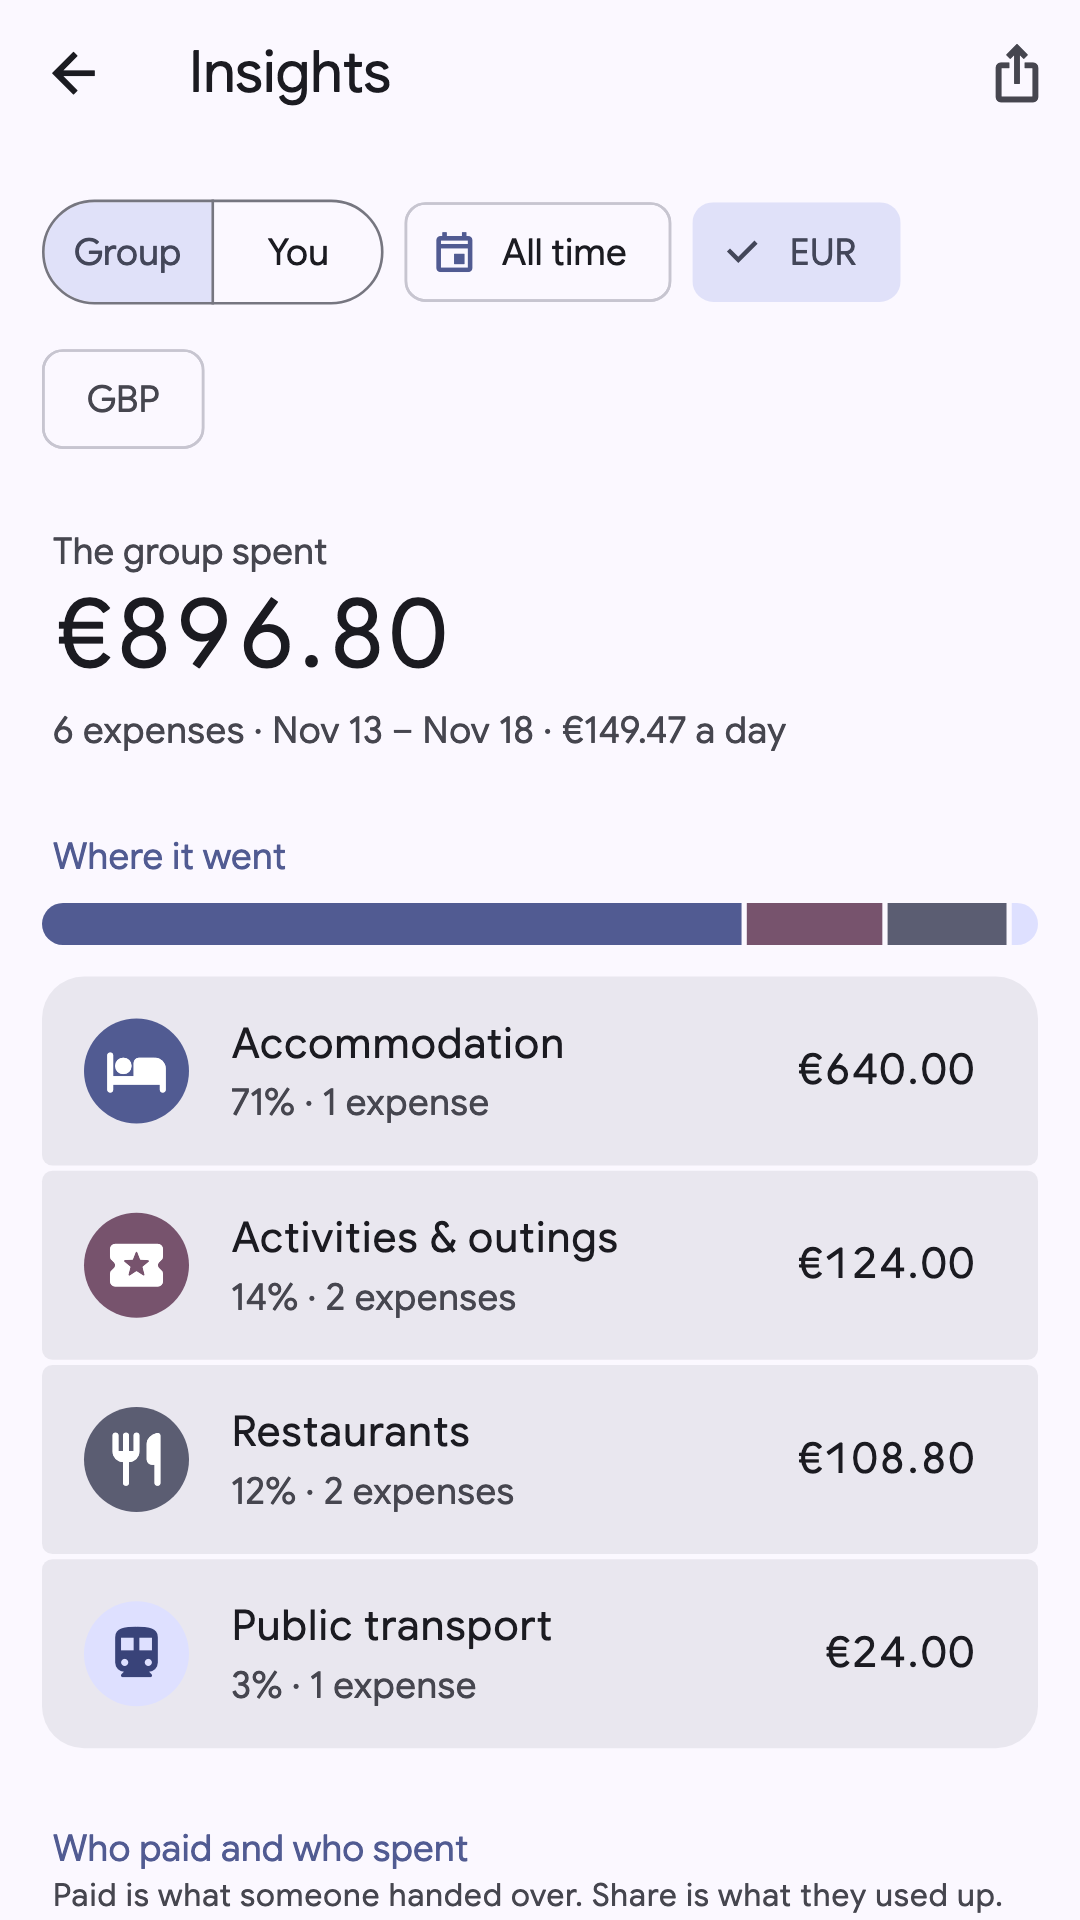 Insights
Group
You
All time
EUR
GBP
The group spent
€896.80
6 expenses · Nov 13 – Nov 18 · €149.47 a day
Where it went
Accommodation
€640.00
71% · 1 expense
Activities & outings
€124.00
14% · 2 expenses
Restaurants
€108.80
12% · 2 expenses
Public transport
€24.00
3% · 1 expense
Who paid and who spent
Paid is what someone handed over. Share is what they used up.